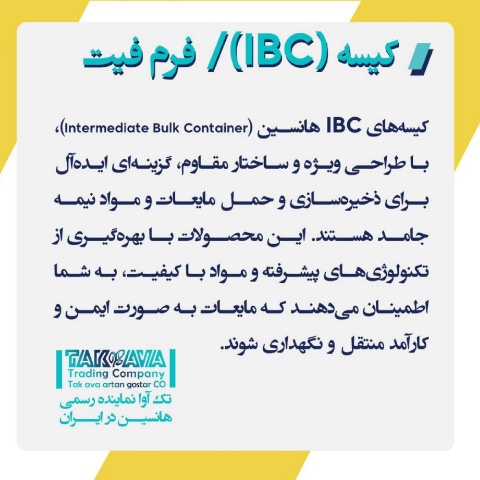 کیسه (IBC)/ فرم فیت
کیسه‌های IBC هانسین (Intermediate Bulk Container)،
با طراحی ویژه و ساختار مقاوم، گزینه‌ای ایده‌آل
برای ذخیره‌سازی و حمل مایعات و مواد نیمه
جامد هستند. این محصولات با بهره‌گیری از
تکنولوژی‌های پیشرفته و مواد با کیفیت، به شما
اطمینان می‌دهند که مایعات به صورت ایمن و
کارآمد منتقل و نگهداری شوند.
TAK AVA
Trading Company
Tak ava artan gostar CO
تک آوا نماینده رسمی
هانسین در ایران